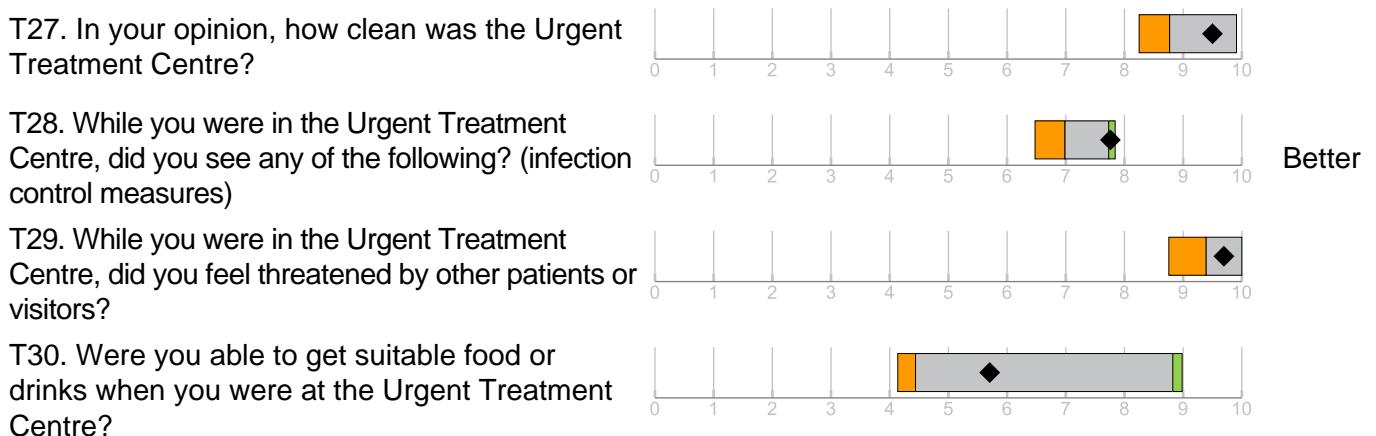 T27. In your opinion, how clean was the Urgent
Treatment Centre?
0 1 2 3 4 5 6 7 8 9 10
T28. While you were in the Urgent Treatment
Centre, did you see any of the following? (infection
control measures)
0 1 2 3 4 5 6 7 8 9 10
Better
T29. While you were in the Urgent Treatment
Centre, did you feel threatened by other patients or
visitors?
0 1 2 3 4 5 6 7 8 9 10
T30. Were you able to get suitable food or
drinks when you were at the Urgent Treatment
Centre?
0 1 2 3 4 5 6 7 8 9 10